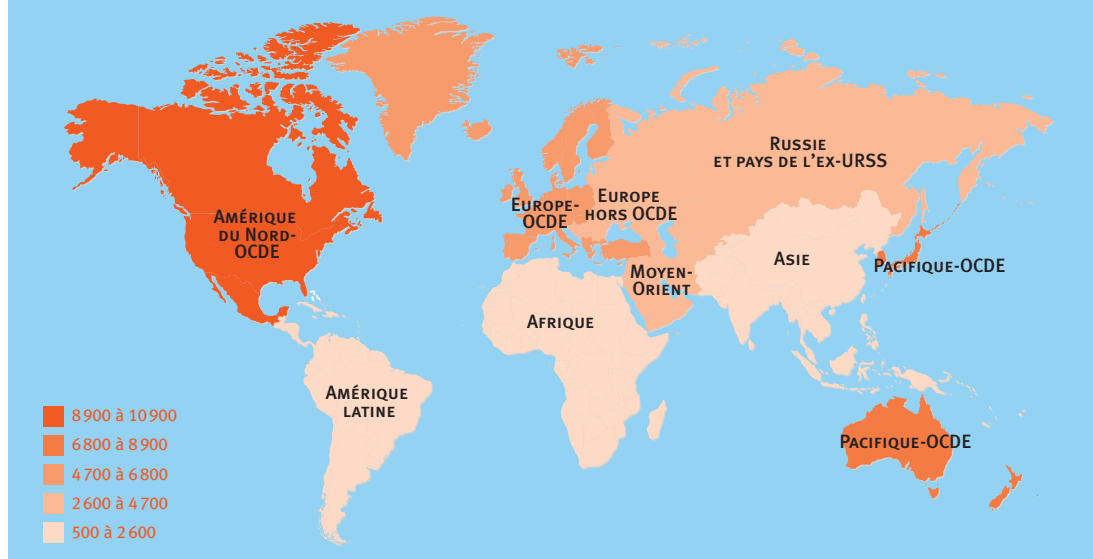 RUSSIE
ET PAYS DE L'EX-URSS
AMÉRIQUE
DU NORD-
OCDE
EUROPE-
OCDE
EUROPE
HORS OCDE
MOYEN-
ORIENT
ASIE
PACIFIQUE-OCDE
AFRIQUE
AMÉRIQUE
LATINE
PACIFIQUE-OCDE
8 900 à 10 900
6 800 à 8 900
4 700 à 6 800
2 600 à 4 700
500 à 2 600